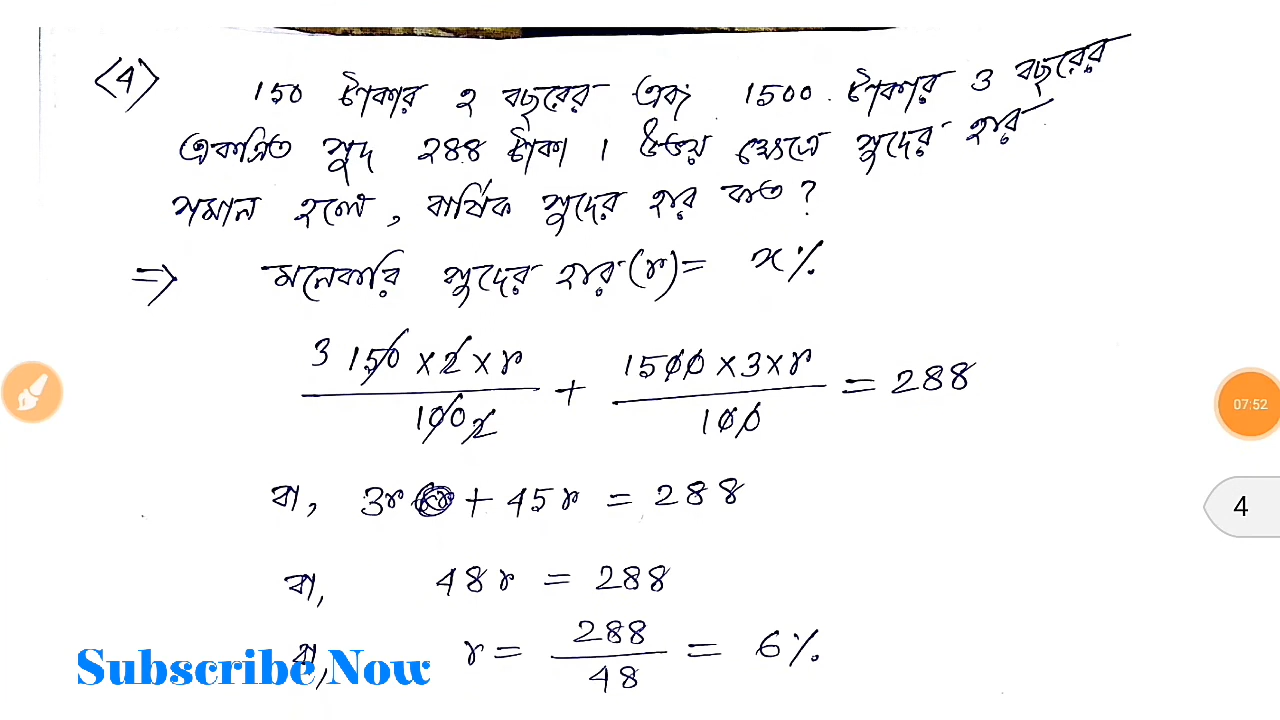 (4) 150 টাকার 2 বছরের এবং 1500 টাকার 3 বছরের
একত্রিত সুদ 288 টাকা । উভয় ক্ষেত্রে সুদের হার
সমান হলে, বার্ষিক সুদের হার কত ?
⇒ মনেকরি সুদের হার (r) = x%
3 150 × 2 × r / 100 2 + 1500 × 3 × r / 100 = 288
বা, 3r + 45r = 288
বা, 48r = 288
বা, r = 288 / 48 = 6%
Subscribe Now
07:52
4